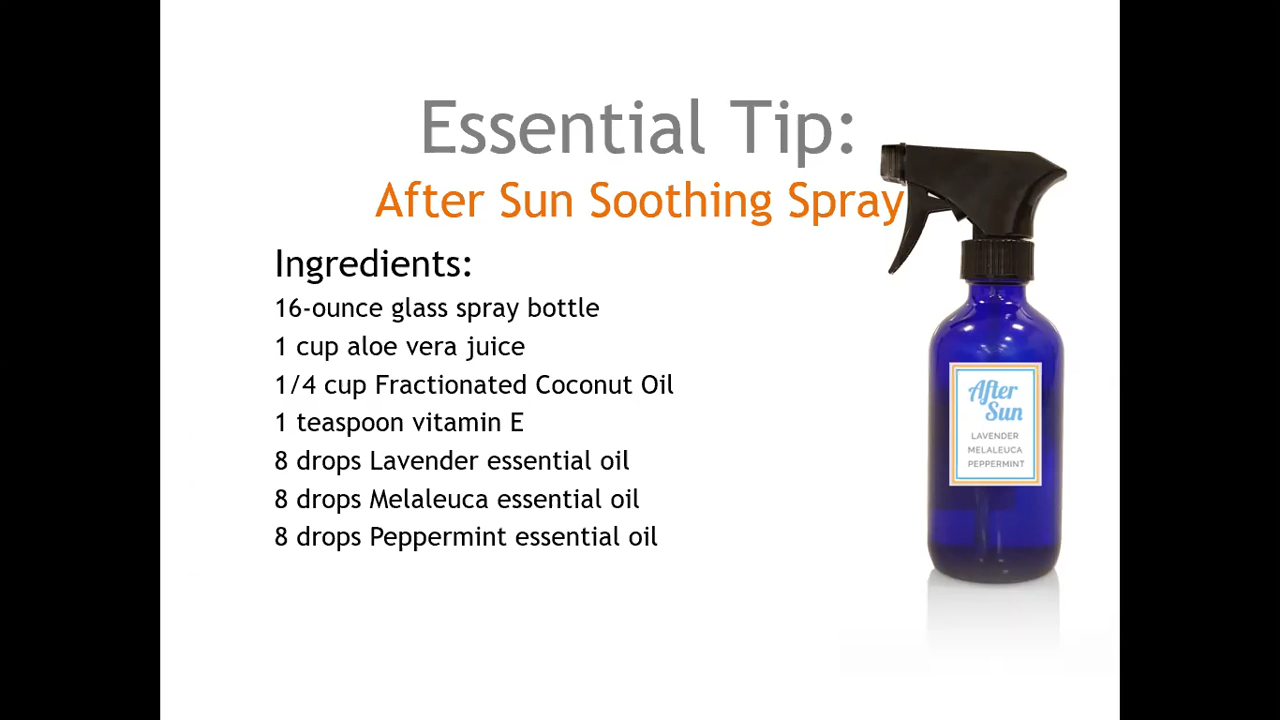 Essential Tip:
After Sun Soothing Spray
Ingredients:
16-ounce glass spray bottle
1 cup aloe vera juice
1/4 cup Fractionated Coconut Oil
1 teaspoon vitamin E
8 drops Lavender essential oil
8 drops Melaleuca essential oil
8 drops Peppermint essential oil
After
Sun
LAVENDER
MELALEUCA
PEPPERMINT